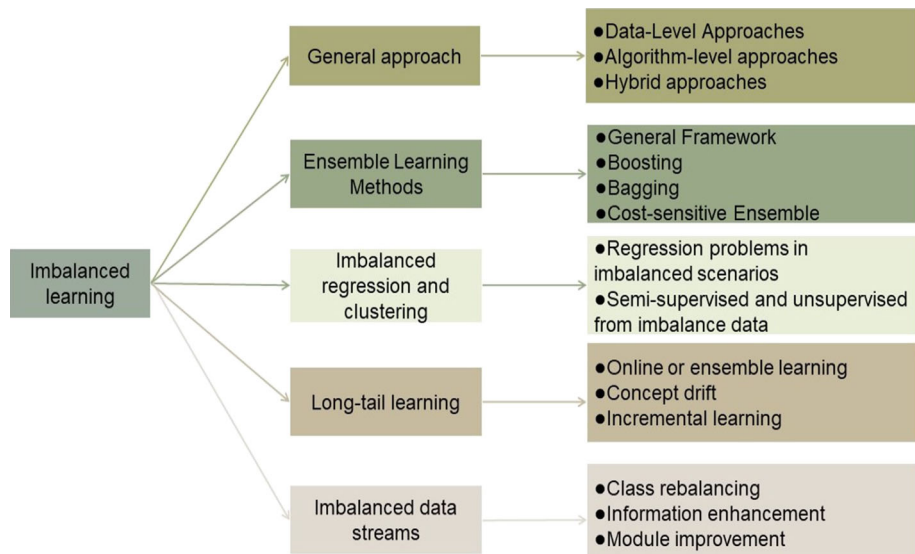 Imbalanced
learning
General approach
●Data-Level Approaches
●Algorithm-level approaches
●Hybrid approaches
Ensemble Learning
Methods
●General Framework
●Boosting
●Bagging
●Cost-sensitive Ensemble
Imbalanced
regression and
clustering
●Regression problems in
imbalanced scenarios
●Semi-supervised and unsupervised
from imbalance data
Long-tail learning
●Online or ensemble learning
●Concept drift
●Incremental learning
Imbalanced data
streams
●Class rebalancing
●Information enhancement
●Module improvement